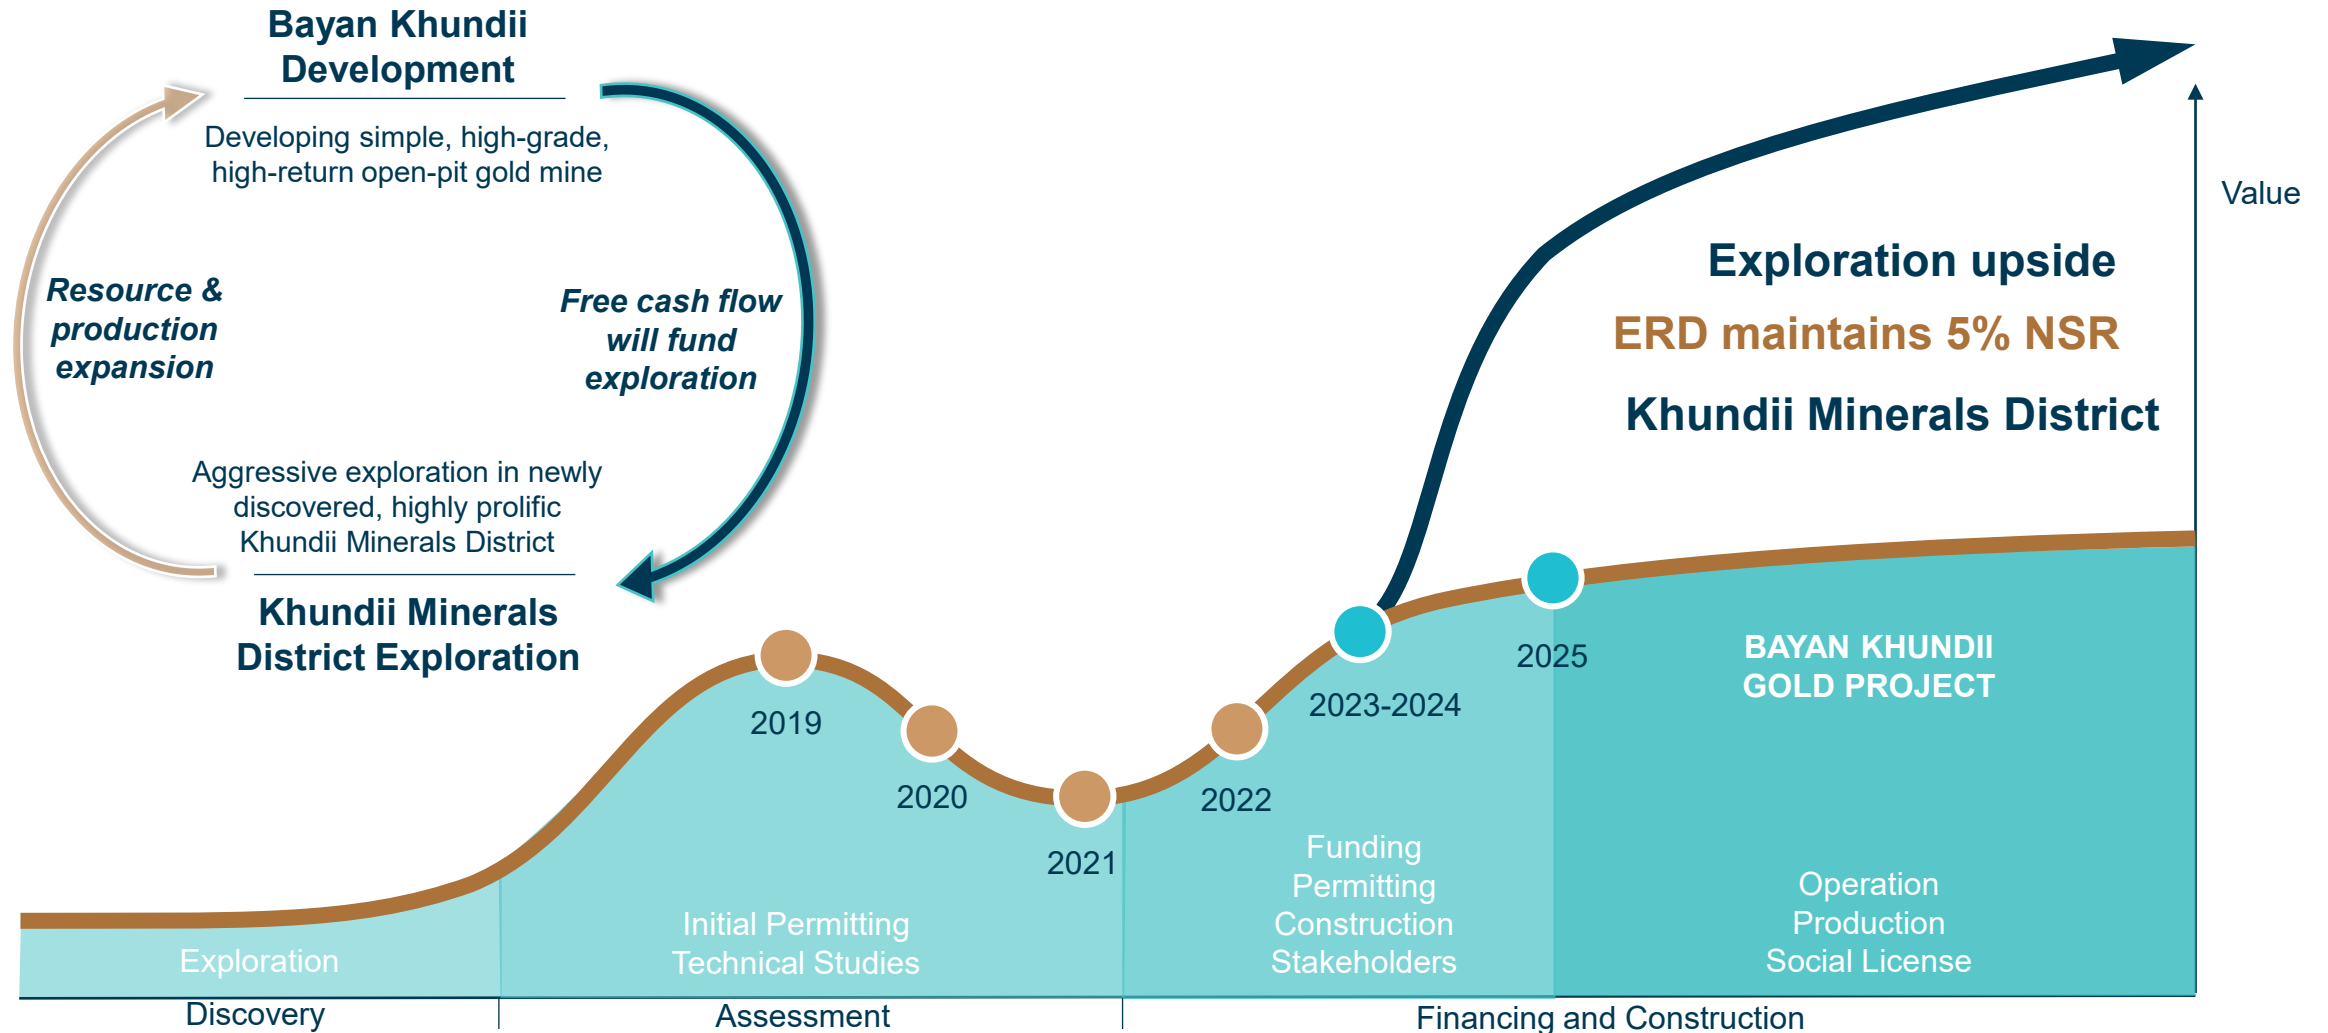 Bayan Khundii
Development
Developing simple, high-grade,
high-return open-pit gold mine
Resource &
production
expansion
Free cash flow
will fund
exploration
Aggressive exploration in newly
discovered, highly prolific
Khundii Minerals District
Khundii Minerals
District Exploration
Value
Exploration upside
ERD maintains 5% NSR
Khundii Minerals District
2019
2020
2021
2022
2023-2024
2025
BAYAN KHUNDII
GOLD PROJECT
Exploration
Initial Permitting
Technical Studies
Funding
Permitting
Construction
Stakeholders
Operation
Production
Social License
Discovery
Assessment
Financing and Construction